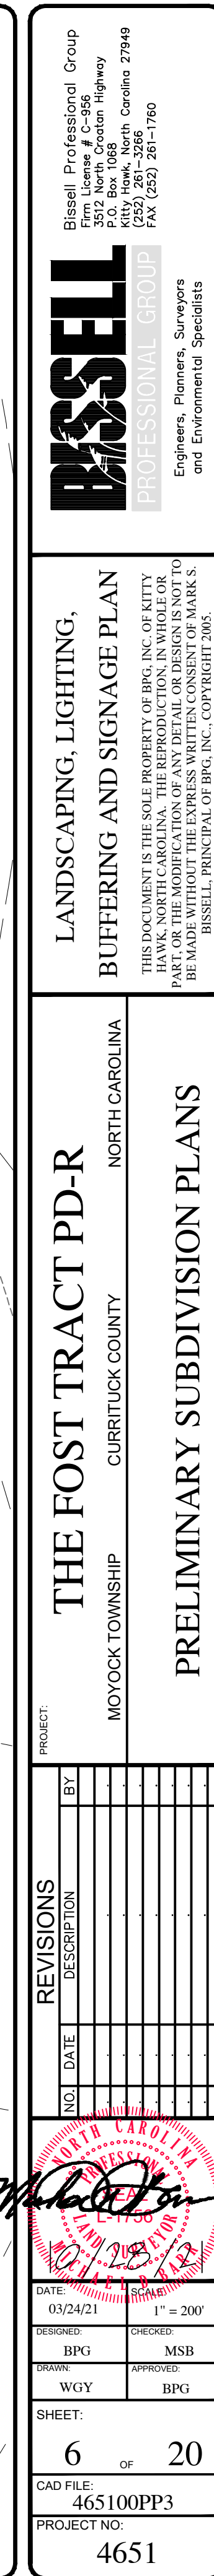 Bissell Professional Group
Firm License # C-956
3512 North Croatan Highway
P.O. Box 1068
Kitty Hawk, North Carolina 27949
(252) 261-3266
FAX (252) 261-1760
BISSELL
PROFESSIONAL GROUP
Engineers, Planners, Surveyors
and Environmental Specialists
LANDSCAPING, LIGHTING,
BUFFERING AND SIGNAGE PLAN
THIS DOCUMENT IS THE SOLE PROPERTY OF BPG, INC. OF KITTY
HAWK, NORTH CAROLINA. THE REPRODUCTION, IN WHOLE OR
PART, OR THE MODIFICATION OF ANY DETAIL OR DESIGN IS NOT TO
BE MADE WITHOUT THE EXPRESS WRITTEN CONSENT OF MARK S.
BISSELL, PRINCIPAL OF BPG, INC., COPYRIGHT 2005.
PROJECT:
THE FOST TRACT PD-R
MOYOCK TOWNSHIP CURRITUCK COUNTY NORTH CAROLINA
PRELIMINARY SUBDIVISION PLANS
REVISIONS
NO. DATE DESCRIPTION BY
NORTH CAROLINA
PROFESSIONAL
SEAL
L-1756
LAND SURVEYOR
MICHAEL D. BARR
10/28/21
DATE: SCALE:
03/24/21 1" = 200'
DESIGNED: CHECKED:
BPG MSB
DRAWN: APPROVED:
WGY BPG
SHEET:
6 OF 20
CAD FILE:
465100PP3
PROJECT NO:
4651